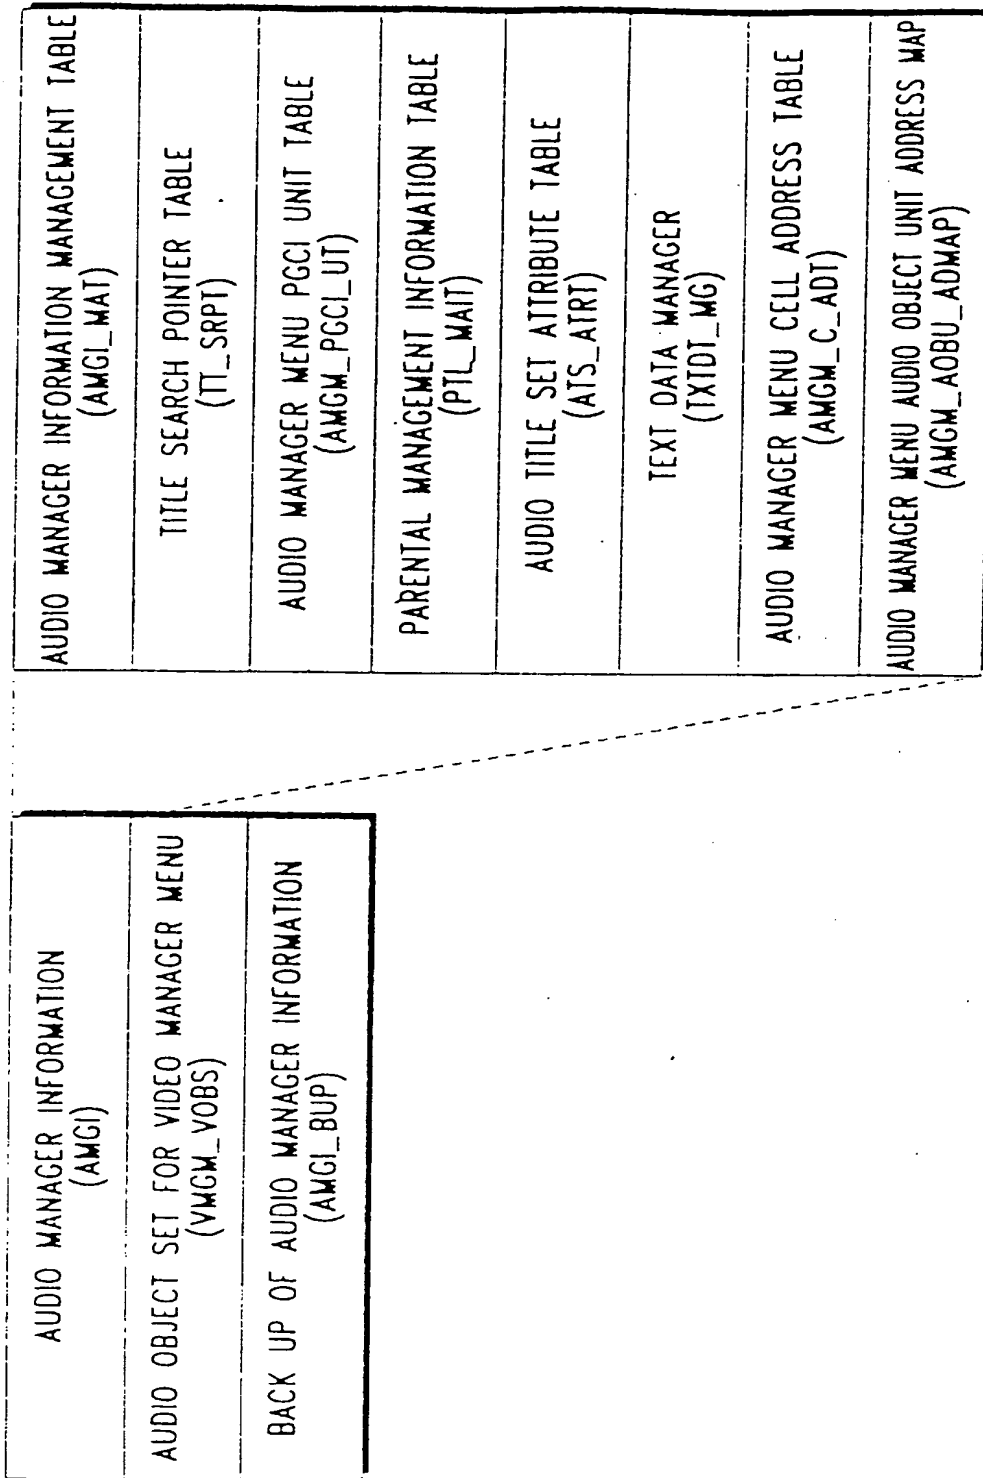 AUDIO MANAGER INFORMATION
(AMGI)
AUDIO OBJECT SET FOR VIDEO MANAGER MENU
(VMGM_VOBS)
BACK UP OF AUDIO MANAGER INFORMATION
(AMGI_BUP)
AUDIO MANAGER INFORMATION MANAGEMENT TABLE
(AMGI_MAT)
TITLE SEARCH POINTER TABLE
(TT_SRPT)
AUDIO MANAGER MENU PGCI UNIT TABLE
(AMGM_PGCI_UT)
PARENTAL MANAGEMENT INFORMATION TABLE
(PTL_MAIT)
AUDIO TITLE SET ATTRIBUTE TABLE
(ATS_ATRT)
TEXT DATA MANAGER
(TXTDT_MG)
AUDIO MANAGER MENU CELL ADDRESS TABLE
(AMGM_C_ADT)
AUDIO MANAGER MENU AUDIO OBJECT UNIT ADDRESS MAP
(AMGM_AOBU_ADMAP)